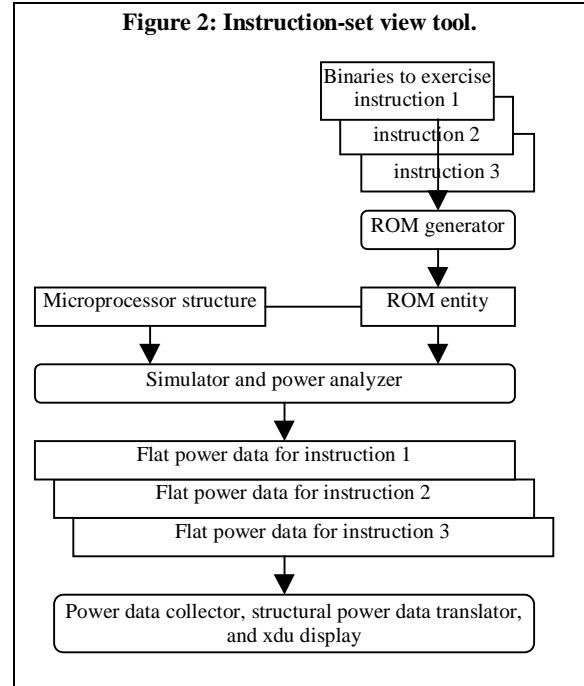 Figure 2: Instruction-set view tool.
Binaries to exercise
instruction 1
instruction 2
instruction 3
ROM generator
Microprocessor structure
ROM entity
Simulator and power analyzer
Flat power data for instruction 1
Flat power data for instruction 2
Flat power data for instruction 3
Power data collector, structural power data translator,
and xdu display